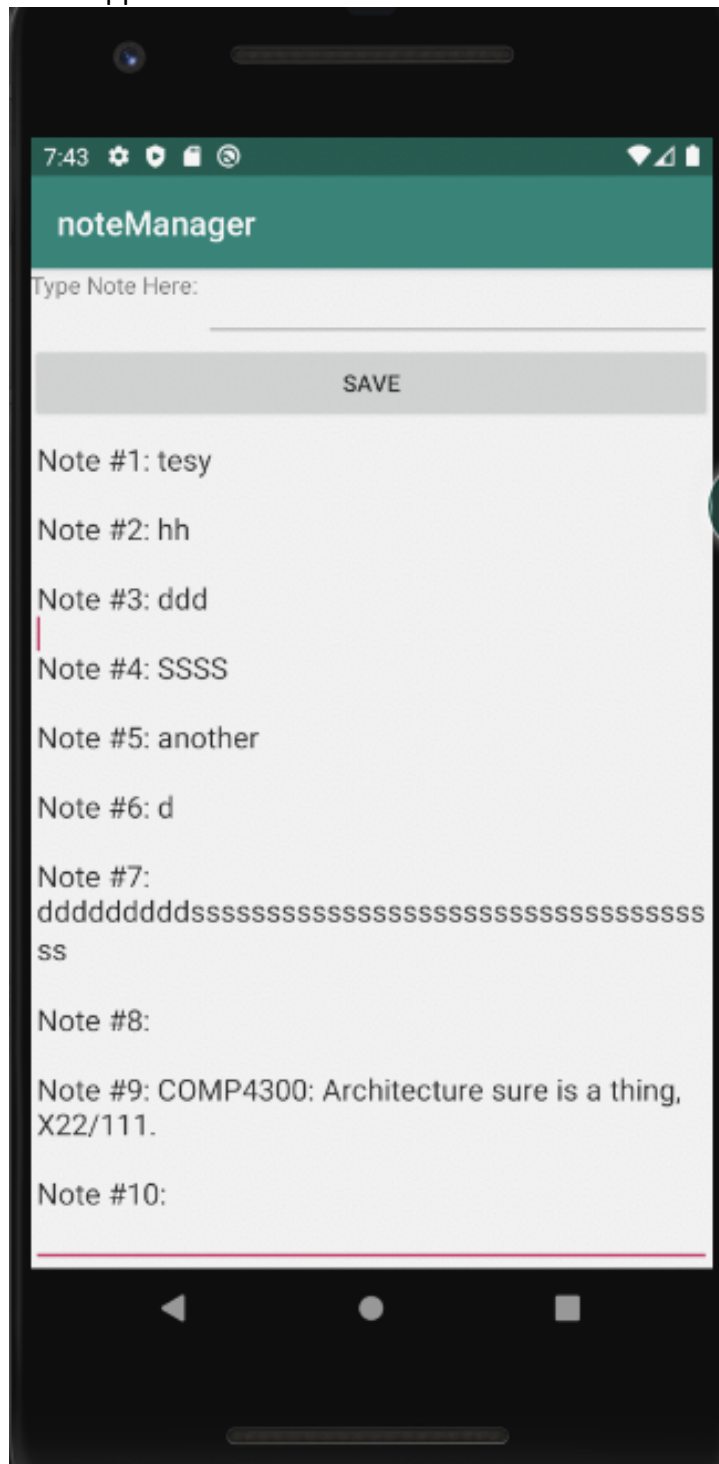 7:43
noteManager
Type Note Here:
SAVE
Note #1: tesy
Note #2: hh
Note #3: ddd
Note #4: SSSS
Note #5: another
Note #6: d
Note #7:
dddddddddssssssssssssssssssssssssssssssssss
ss
Note #8:
Note #9: COMP4300: Architecture sure is a thing,
X22/111.
Note #10: